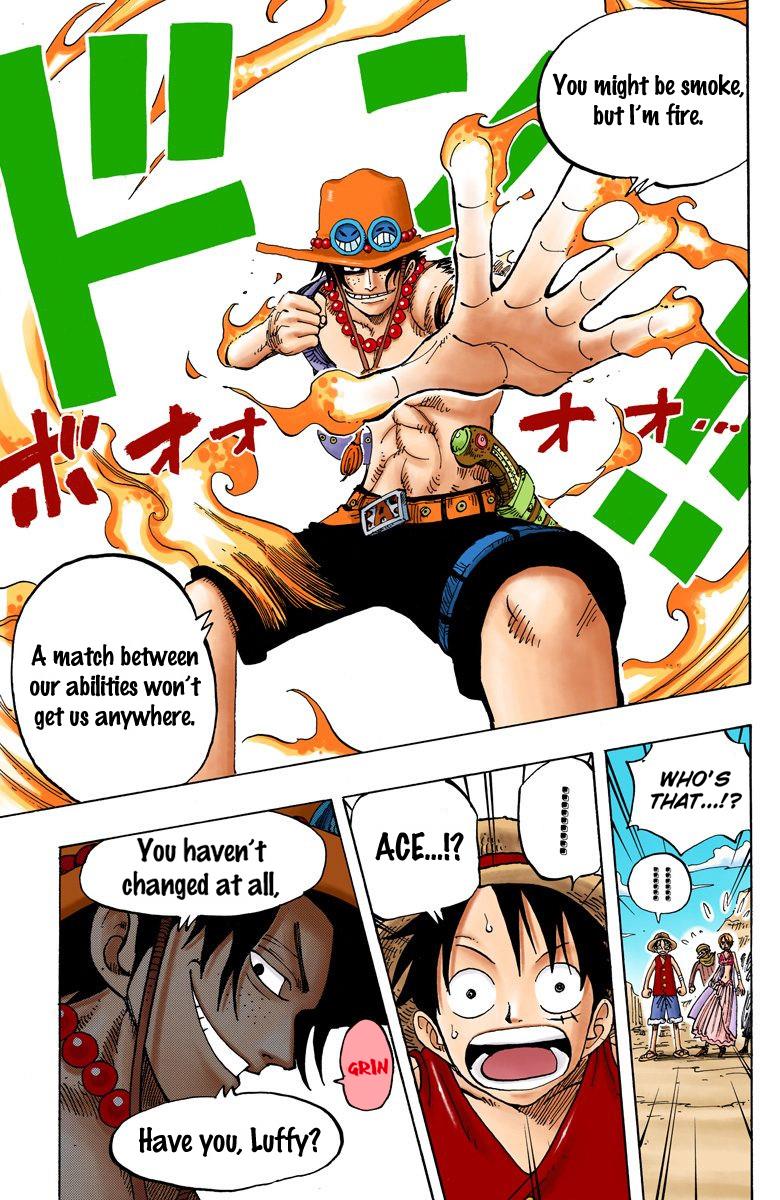 You might be smoke,
but I'm fire.
ドン!!
ボオオオオ…
A match between
our abilities won't
get us anywhere.
WHO'S
THAT...!?
.........
ACE...!?
.........
You haven't
changed at all,
GRIN
Have you, Luffy?
A